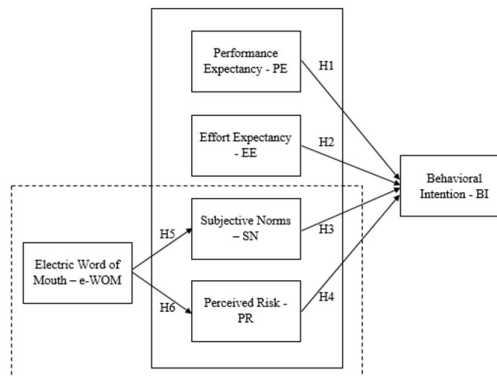 Performance
Expectancy - PE
H1
Effort Expectancy
- EE
H2
Behavioral
Intention - BI
Subjective Norms
– SN
H3
H5
Electric Word of
Mouth – e-WOM
H6
Perceived Risk -
PR
H4